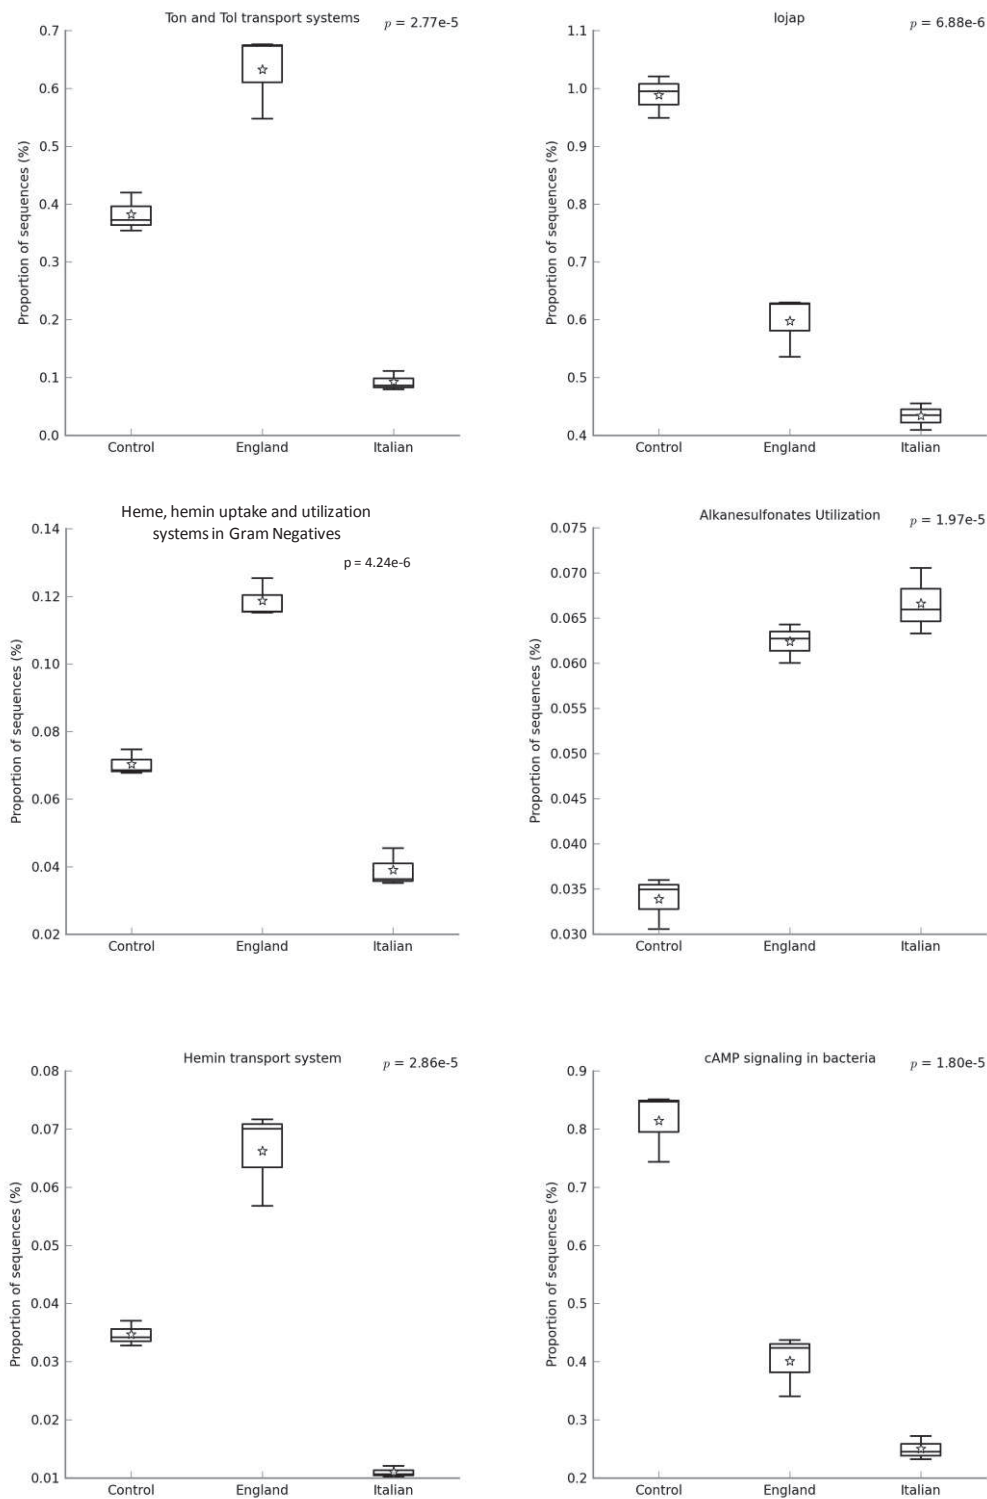 Ton and Tol transport systems
p = 2.77e-5
Proportion of sequences (%)
0.7
0.6
0.5
0.4
0.3
0.2
0.1
0.0
Control England Italian
Iojap
p = 6.88e-6
Proportion of sequences (%)
1.1
1.0
0.9
0.8
0.7
0.6
0.5
0.4
Control England Italian
Heme, hemin uptake and utilization
systems in Gram Negatives
p = 4.24e-6
Proportion of sequences (%)
0.14
0.12
0.10
0.08
0.06
0.04
0.02
Control England Italian
Alkanesulfonates Utilization
p = 1.97e-5
Proportion of sequences (%)
0.075
0.070
0.065
0.060
0.055
0.050
0.045
0.040
0.035
0.030
Control England Italian
Hemin transport system
p = 2.86e-5
Proportion of sequences (%)
0.08
0.07
0.06
0.05
0.04
0.03
0.02
0.01
Control England Italian
cAMP signaling in bacteria
p = 1.80e-5
Proportion of sequences (%)
0.9
0.8
0.7
0.6
0.5
0.4
0.3
0.2
Control England Italian